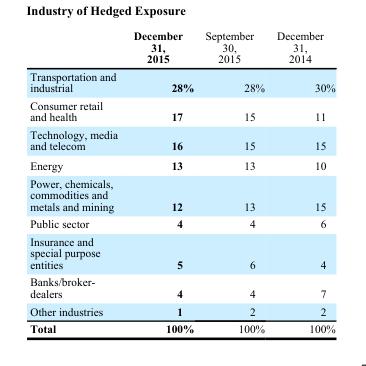 Industry of Hedged Exposure
December September December
31, 30, 31,
2015 2015 2014
Transportation and
industrial 28% 28% 30%
Consumer retail
and health 17 15 11
Technology, media
and telecom 16 15 15
Energy 13 13 10
Power, chemicals,
commodities and
metals and mining 12 13 15
Public sector 4 4 6
Insurance and
special purpose
entities 5 6 4
Banks/broker-
dealers 4 4 7
Other industries 1 2 2
Total 100% 100% 100%